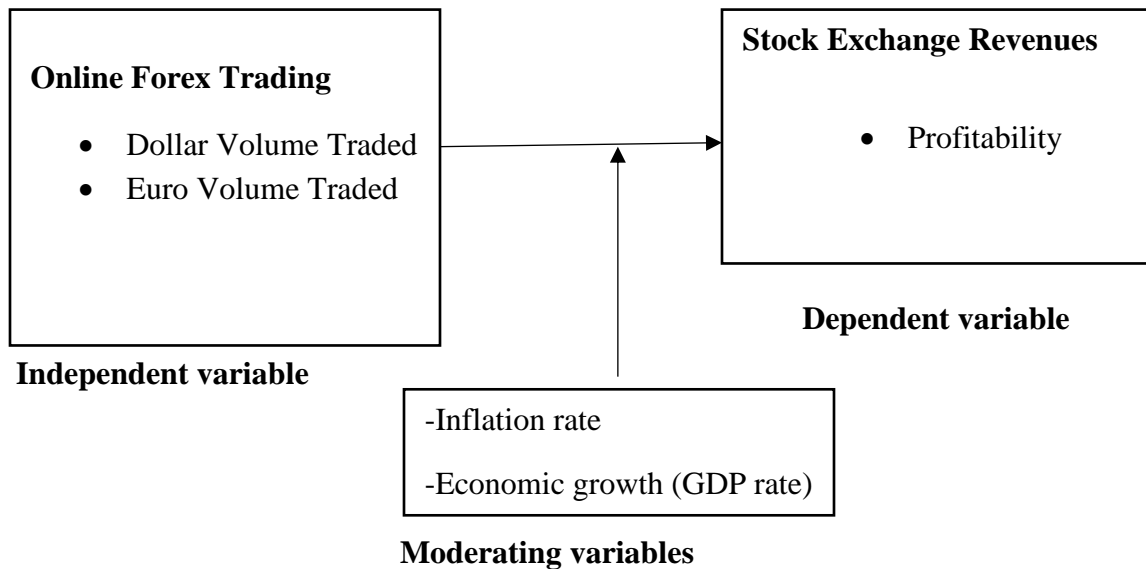 Online Forex Trading
• Dollar Volume Traded
• Euro Volume Traded
Independent variable
Stock Exchange Revenues
• Profitability
Dependent variable
-Inflation rate
-Economic growth (GDP rate)
Moderating variables